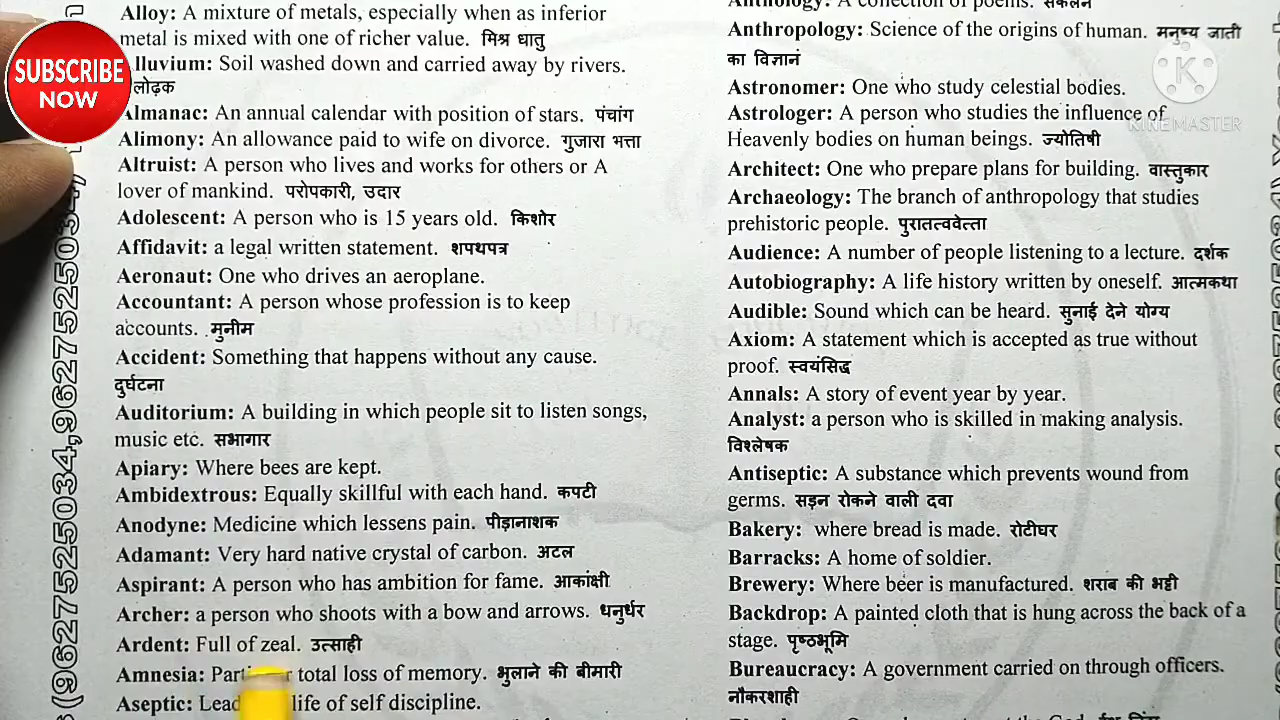 Alloy: A mixture of metals, especially when as inferior
metal is mixed with one of richer value. मिश्र धातु
lluvium: Soil washed down and carried away by rivers.
लोढ़क
Almanac: An annual calendar with position of stars. पंचांग
Alimony: An allowance paid to wife on divorce. गुजारा भत्ता
Altruist: A person who lives and works for others or A
lover of mankind. परोपकारी, उदार
Adolescent: A person who is 15 years old. किशोर
Affidavit: a legal written statement. शपथपत्र
Aeronaut: One who drives an aeroplane.
Accountant: A person whose profession is to keep
accounts. मुनीम
Accident: Something that happens without any cause.
दुर्घटना
Auditorium: A building in which people sit to listen songs,
music etc. सभागार
Apiary: Where bees are kept.
Ambidextrous: Equally skillful with each hand. कपटी
Anodyne: Medicine which lessens pain. पीड़ानाशक
Adamant: Very hard native crystal of carbon. अटल
Aspirant: A person who has ambition for fame. आकांक्षी
Archer: a person who shoots with a bow and arrows. धनुर्धर
Ardent: Full of zeal. उत्साही
Amnesia: total loss of memory. भुलाने की बीमारी
Aseptic: life of self discipline.
Anthology: A collection of poems. संकलन
Anthropology: Science of the origins of human. मनुष्य जाती
का विज्ञानं
Astronomer: One who study celestial bodies.
Astrologer: A person who studies the influence of
Heavenly bodies on human beings. ज्योतिषी
Architect: One who prepare plans for building. वास्तुकार
Archaeology: The branch of anthropology that studies
prehistoric people. पुरातत्ववेत्ता
Audience: A number of people listening to a lecture. दर्शक
Autobiography: A life history written by oneself. आत्मकथा
Audible: Sound which can be heard. सुनाई देने योग्य
Axiom: A statement which is accepted as true without
proof. स्वयंसिद्ध
Annals: A story of event year by year.
Analyst: a person who is skilled in making analysis.
विश्लेषक
Antiseptic: A substance which prevents wound from
germs. सड़न रोकने वाली दवा
Bakery: where bread is made. रोटीघर
Barracks: A home of soldier.
Brewery: Where beer is manufactured. शराब की भट्टी
Backdrop: A painted cloth that is hung across the back of a
stage. पृष्ठभूमि
Bureaucracy: A government carried on through officers.
नौकरशाही
SUBSCRIBE
NOW
K
KINEMASTER
(9627525034,9627525034)